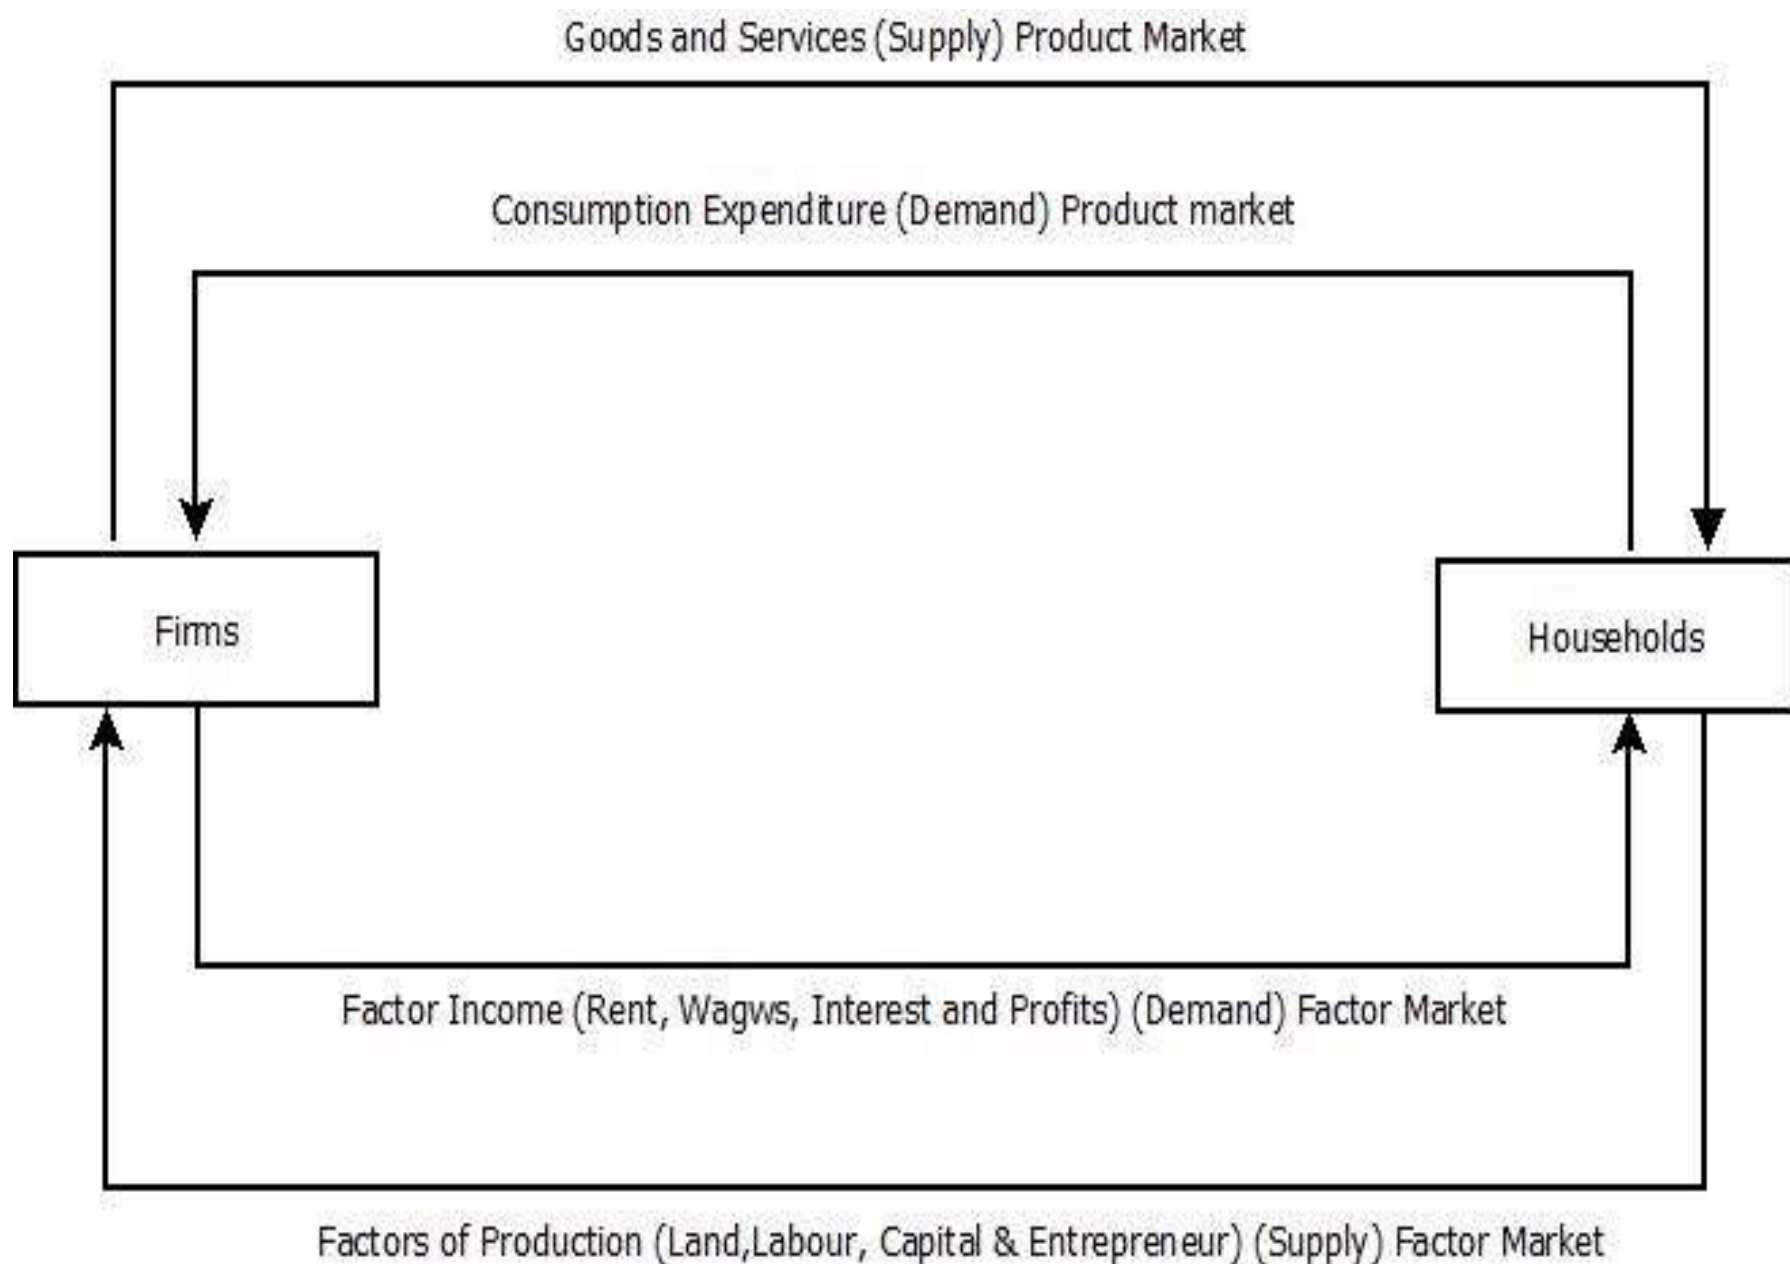 Goods and Services (Supply) Product Market
Consumption Expenditure (Demand) Product market
Firms
Households
Factor Income (Rent, Wagws, Interest and Profits) (Demand) Factor Market
Factors of Production (Land,Labour, Capital & Entrepreneur) (Supply) Factor Market